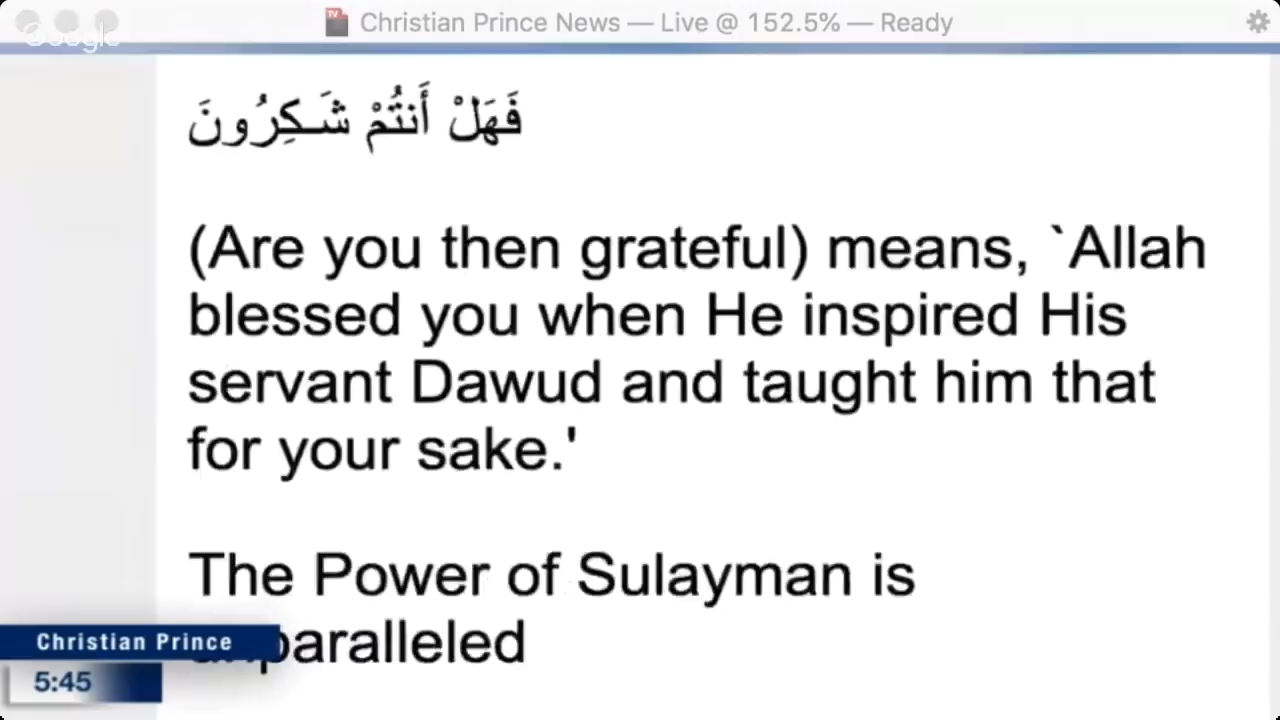 Google
Christian Prince News — Live @ 152.5% — Ready
فَهَلْ أَنتُمْ شَـكِرُونَ
(Are you then grateful) means, `Allah
blessed you when He inspired His
servant Dawud and taught him that
for your sake.'
The Power of Sulayman is
unparalleled
Christian Prince
5:45